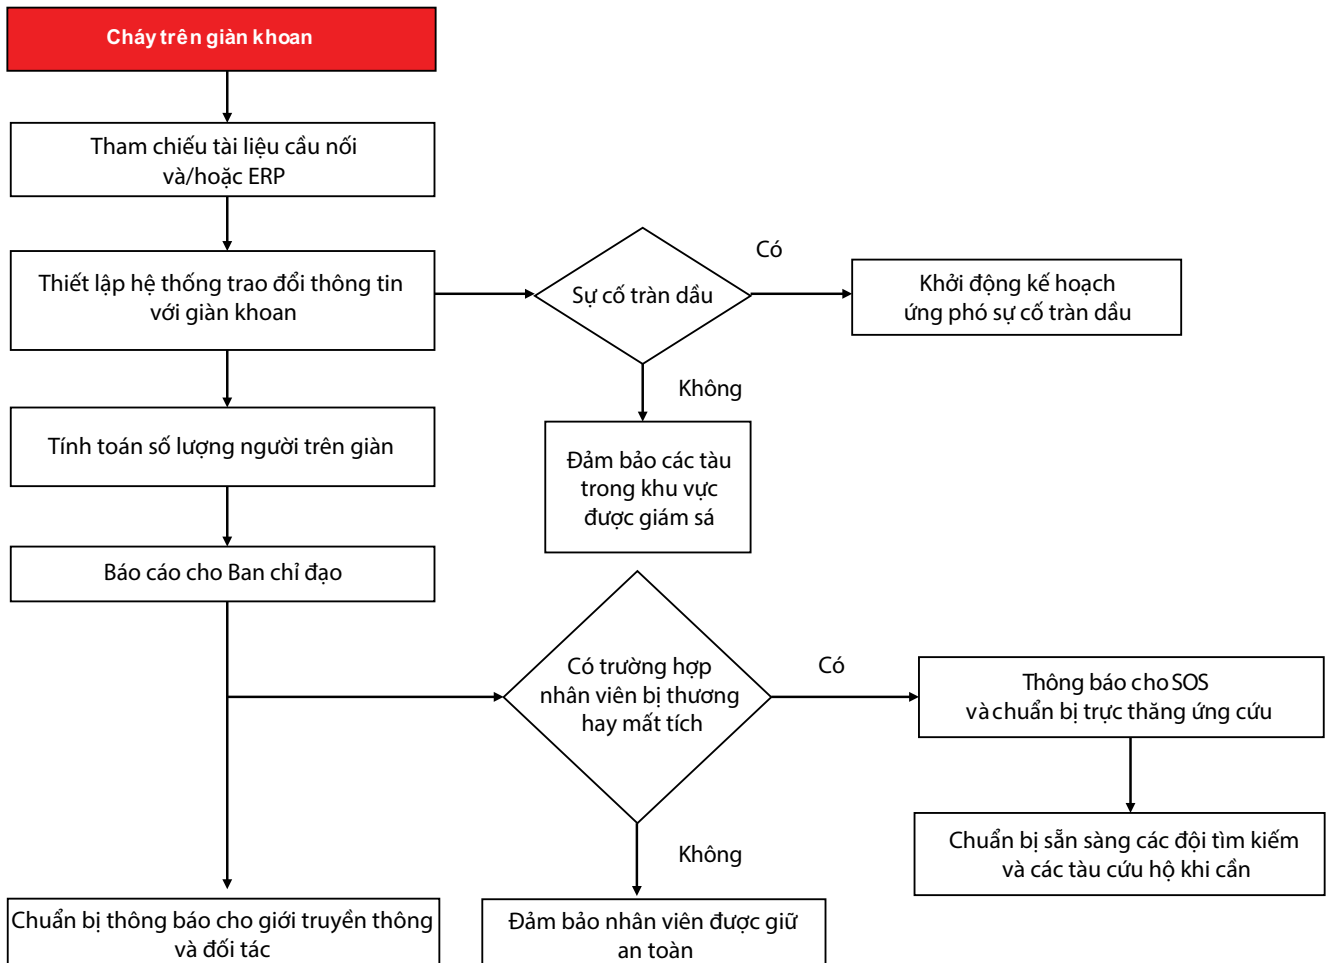 Cháy trên giàn khoan
Tham chiếu tài liệu cầu nối
và/hoặc ERP
Thiết lập hệ thống trao đổi thông tin
với giàn khoan
Sự cố tràn dầu
Có
Khởi động kế hoạch
ứng phó sự cố tràn dầu
Không
Đảm bảo các tàu
trong khu vực
được giám sá
Tính toán số lượng người trên giàn
Báo cáo cho Ban chỉ đạo
Có trường hợp
nhân viên bị thương
hay mất tích
Có
Thông báo cho SOS
và chuẩn bị trực thăng ứng cứu
Chuẩn bị sẵn sàng các đội tìm kiếm
và các tàu cứu hộ khi cần
Không
Chuẩn bị thông báo cho giới truyền thông
và đối tác
Đảm bảo nhân viên được giữ
an toàn